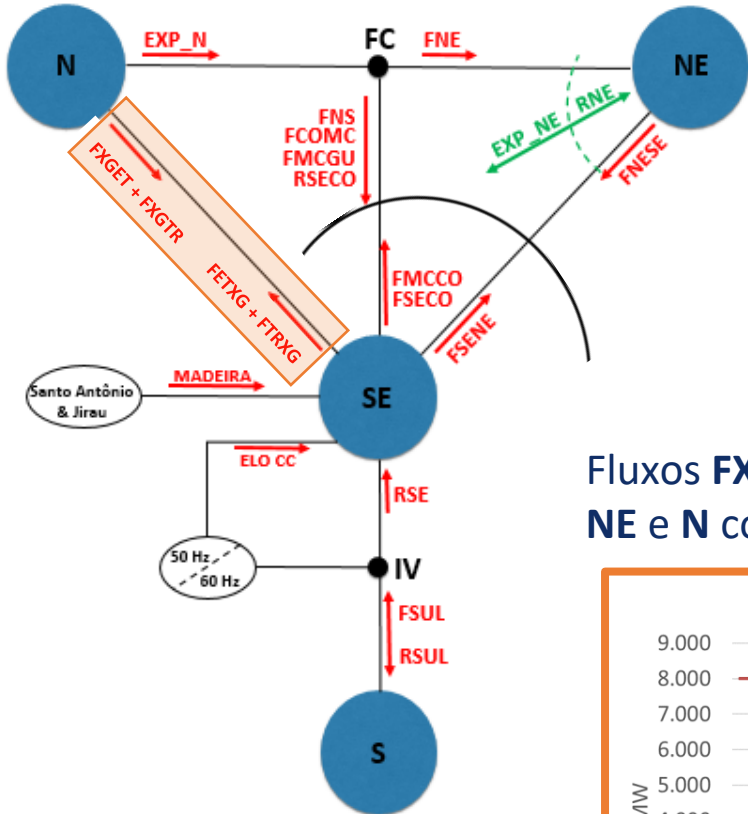 EXP_N
FC
FNE
N
NE
FNS
FCOMC
FMCGU
RSECO
EXP_NE RNE
FNESE
FXGET + FXGTR
FETXG + FTRXG
FMCCO
FSECO
FSENE
MADEIRA
Santo Antônio
& Jirau
SE
ELO CC
RSE
50 Hz
60 Hz
IV
FSUL
RSUL
S
Fluxos FX
NE e N co
9.000
8.000
7.000
6.000
5.000
MW